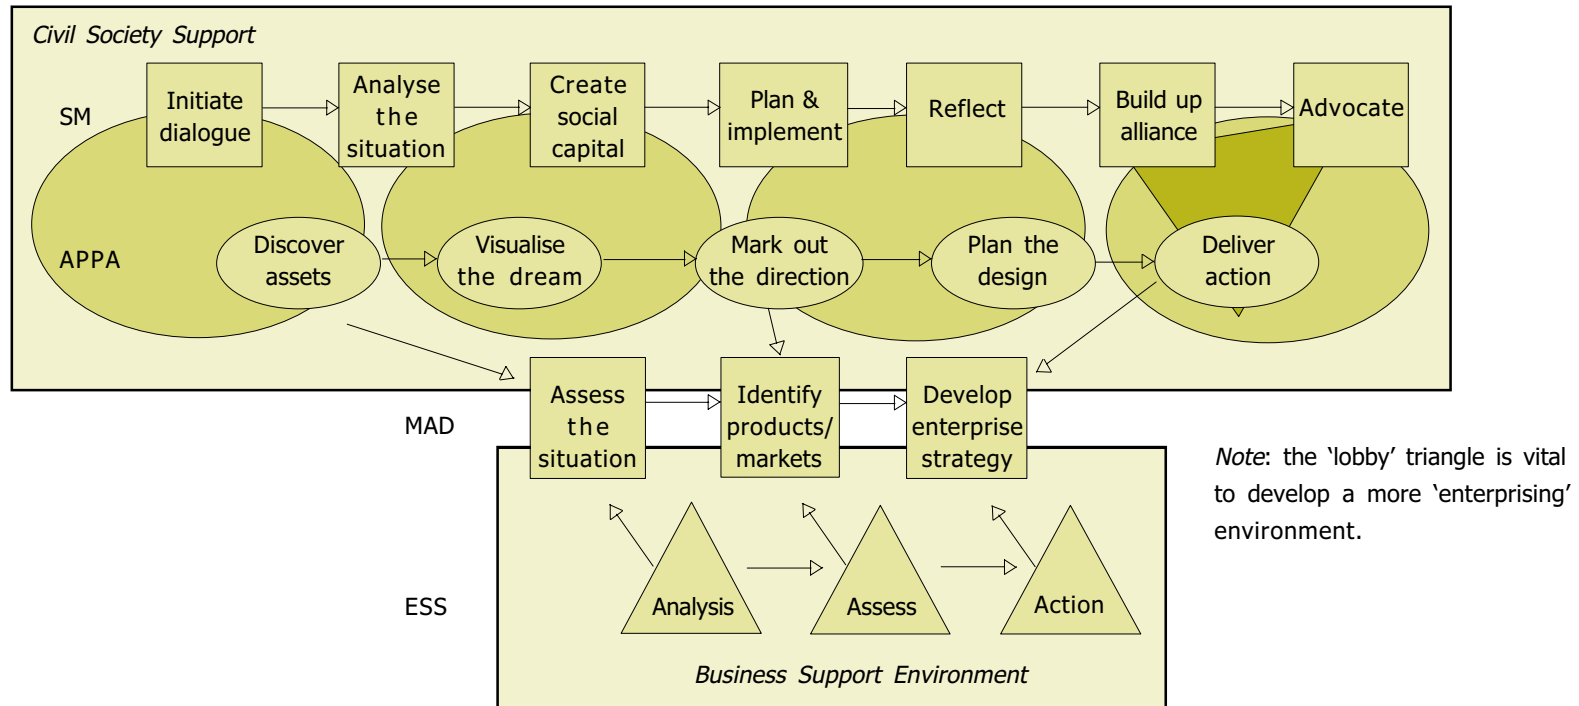 Civil Society Support
SM
Initiate
dialogue
Analyse
the
situation
Create
social
capital
Plan &
implement
Reflect
Build up
alliance
Advocate
APPA
Discover
assets
Visualise
the dream
Mark out
the direction
Plan the
design
Deliver
action
MAD
Assess
the
situation
Identify
products/
markets
Develop
enterprise
strategy
Note: the ‘lobby’ triangle is vital
to develop a more ‘enterprising’
environment.
ESS
Analysis
Assess
Action
Business Support Environment